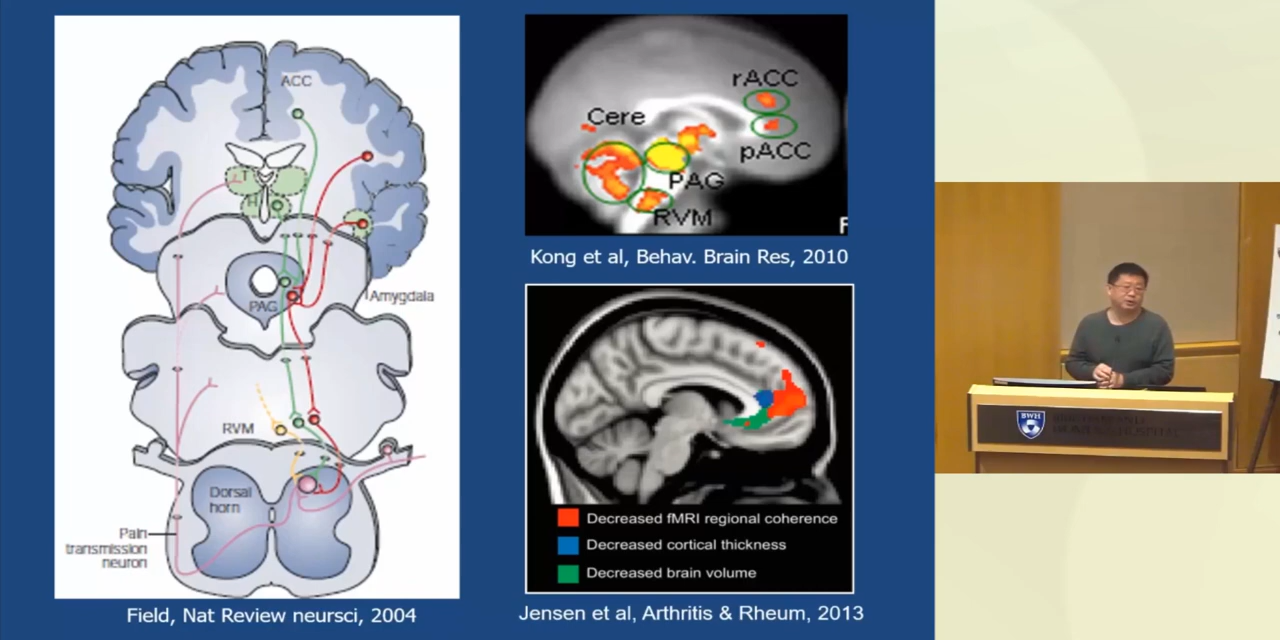 ACC
T
H
PAG
Amygdala
RVM
Dorsal
horn
Pain
transmission
neuron
Field, Nat Review neursci, 2004
rACC
Cere
pACC
PAG
RVM
Kong et al, Behav. Brain Res, 2010
Decreased fMRI regional coherence
Decreased cortical thickness
Decreased brain volume
Jensen et al, Arthritis & Rheum, 2013
BWH